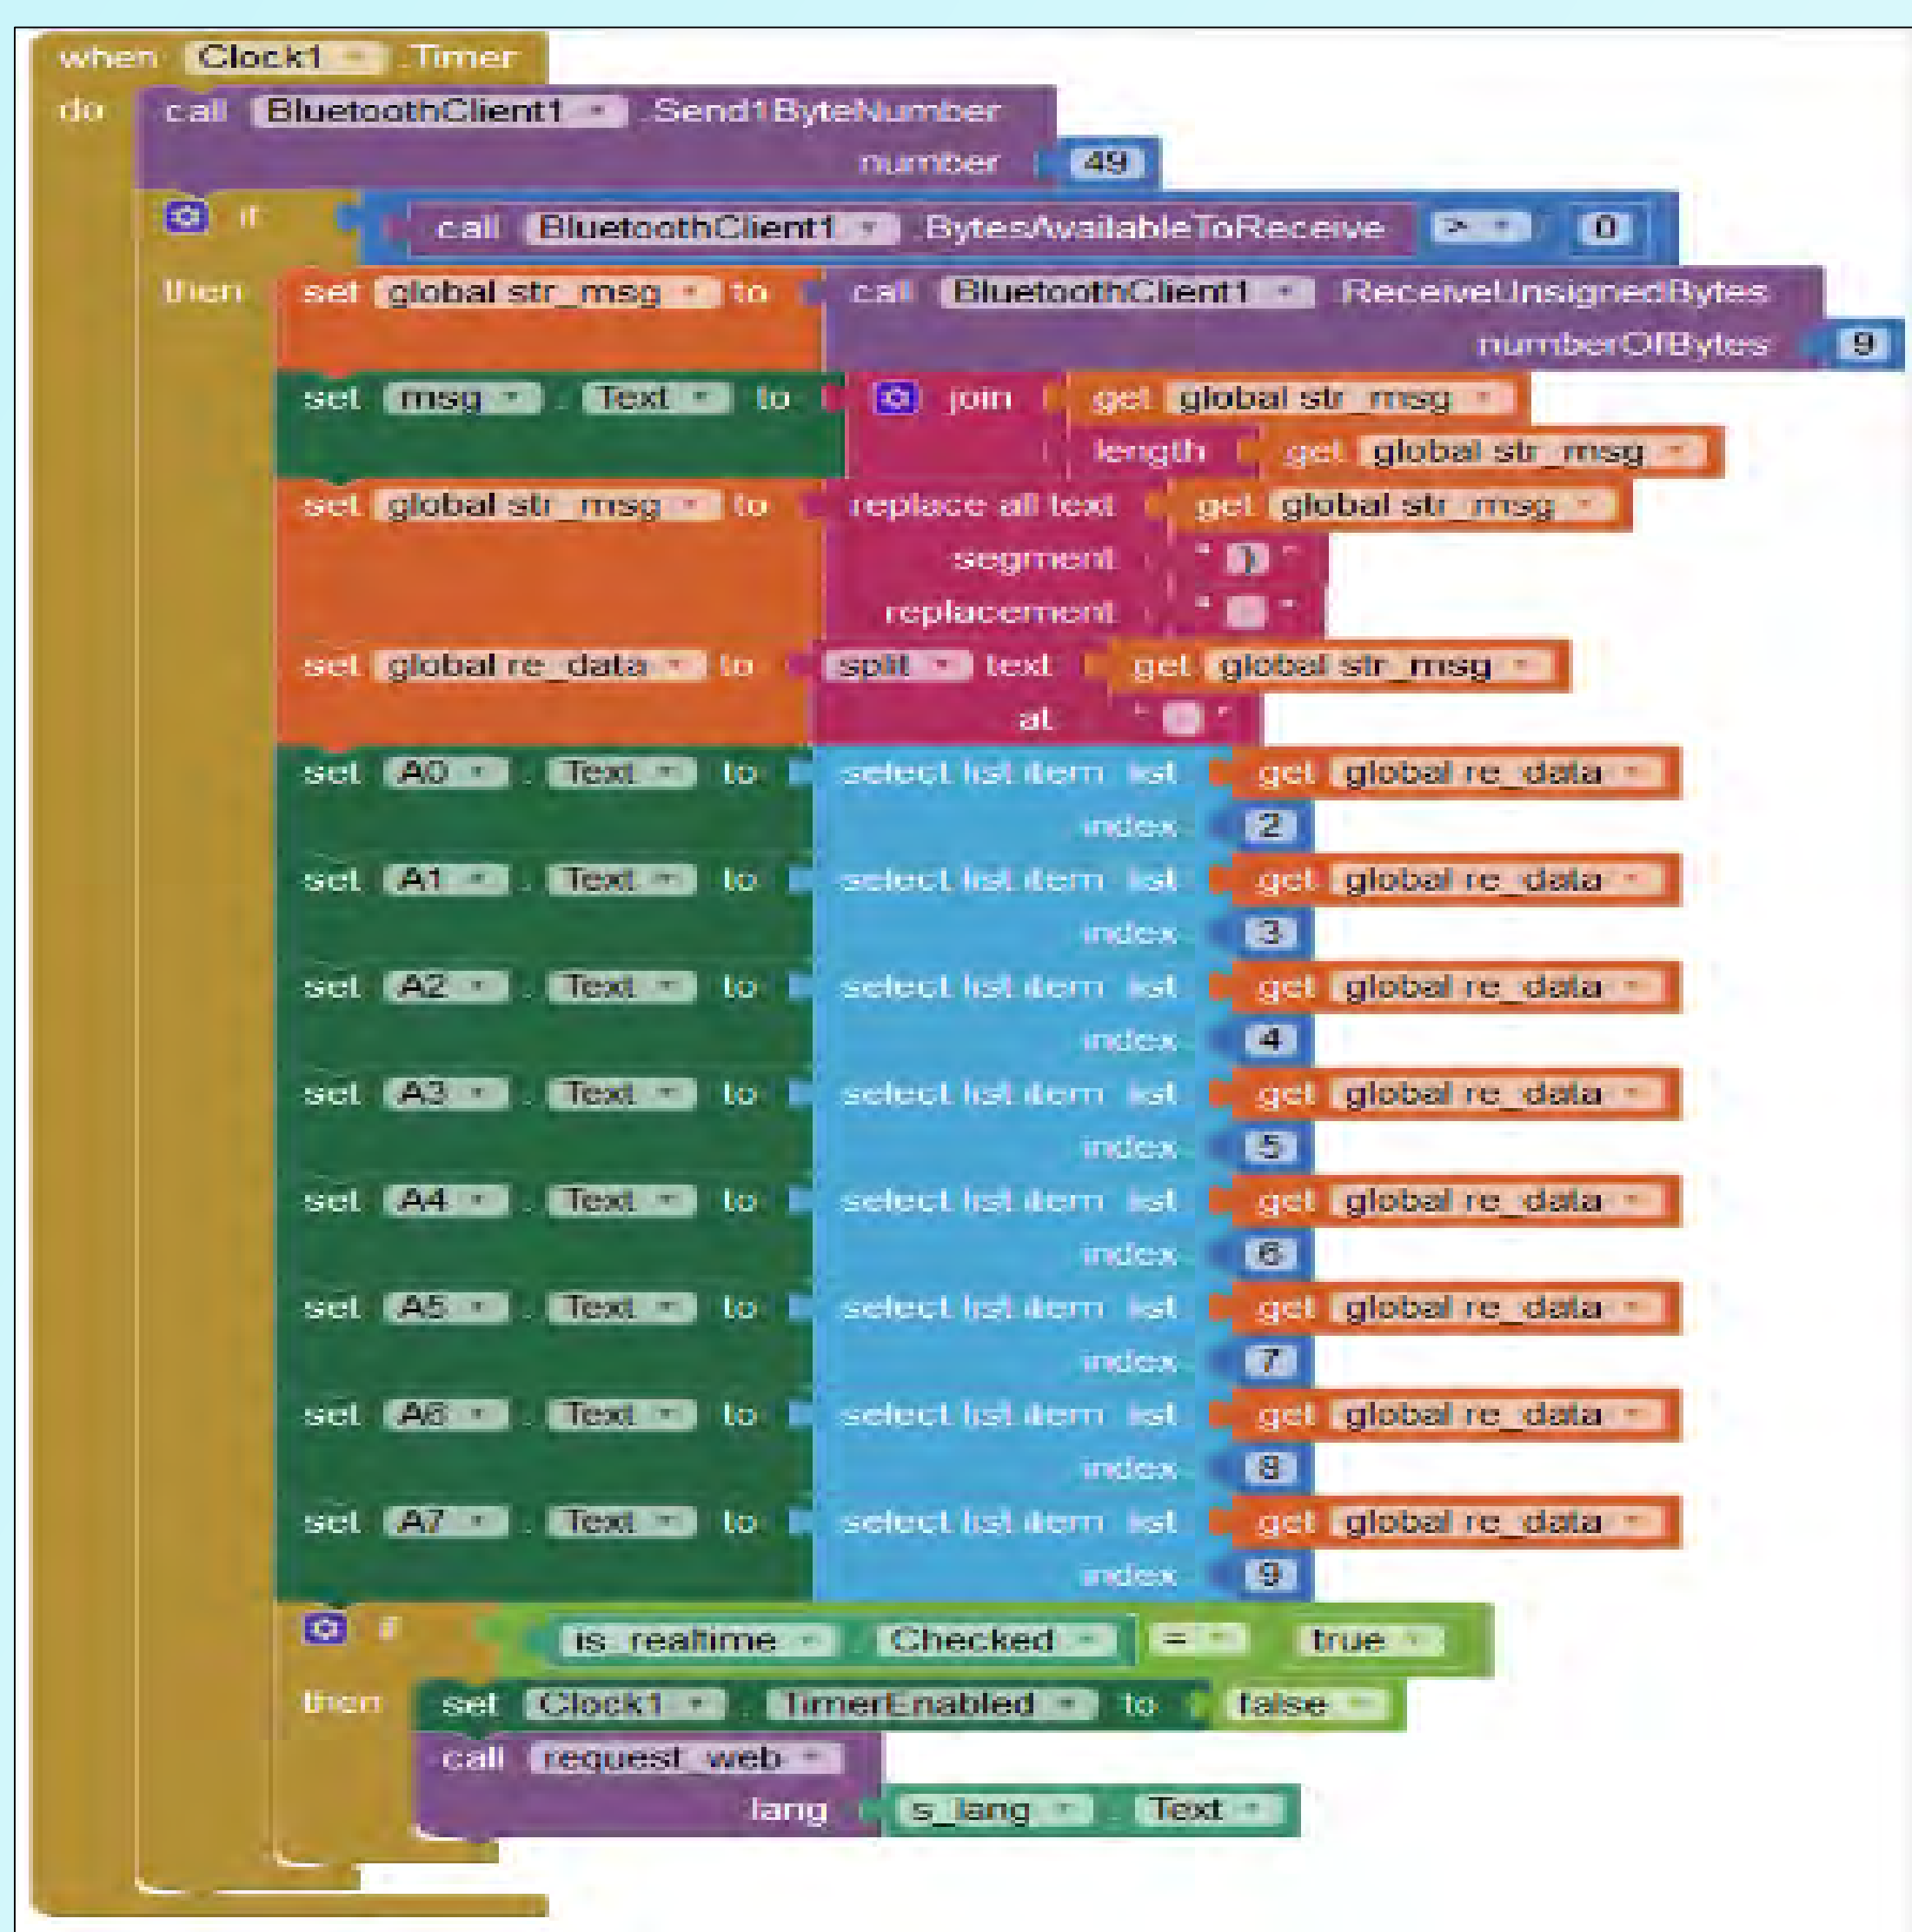 when Clock1 .Timer
do call BluetoothClient1 .Send1ByteNumber
number 49
if call BluetoothClient1 .BytesAvailableToReceive > 0
then set global str_msg to call BluetoothClient1 .ReceiveUnsignedBytes
numberOfBytes 9
set msg . Text to join get global str_msg
length get global str_msg
set global str_msg to replace all text get global str_msg
segment " ) "
replacement " "
set global re_data to split text get global str_msg
at " "
set A0 . Text to select list item list get global re_data
index 2
set A1 . Text to select list item list get global re_data
index 3
set A2 . Text to select list item list get global re_data
index 4
set A3 . Text to select list item list get global re_data
index 5
set A4 . Text to select list item list get global re_data
index 6
set A5 . Text to select list item list get global re_data
index 7
set A6 . Text to select list item list get global re_data
index 8
set A7 . Text to select list item list get global re_data
index 9
if is_realtime . Checked = true
then set Clock1 . TimerEnabled to false
call request_web
lang s_lang . Text